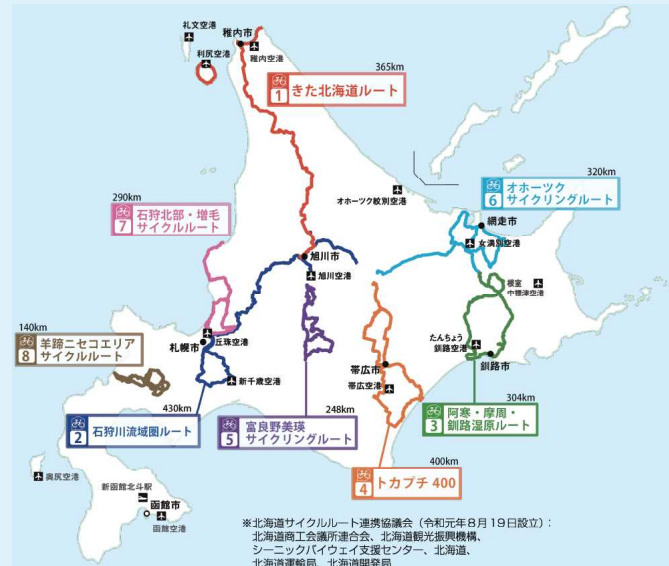 礼文空港
利尻空港
稚内市
稚内空港
365km
1 きた北海道ルート
320km
6 オホーツク
サイクリングルート
オホーツク紋別空港
網走市
女満別空港
290km
7 石狩北部・増毛
サイクルルート
旭川市
旭川空港
根室
中標津空港
140km
8 羊蹄ニセコエリア
サイクルルート
札幌市
丘珠空港
新千歳空港
たんちょう
釧路空港
釧路市
帯広市
帯広空港
430km
2 石狩川流域圏ルート
248km
5 富良野美瑛
サイクリングルート
304km
3 阿寒・摩周・
釧路湿原ルート
400km
4 トカプチ 400
奥尻空港
新函館北斗駅
函館市
函館空港
※北海道サイクルルート連携協議会（令和元年8月19日設立）：
北海道商工会議所連合会、北海道観光振興機構、
シーニックバイウェイ支援センター、北海道、
北海道運輸局、北海道開発局